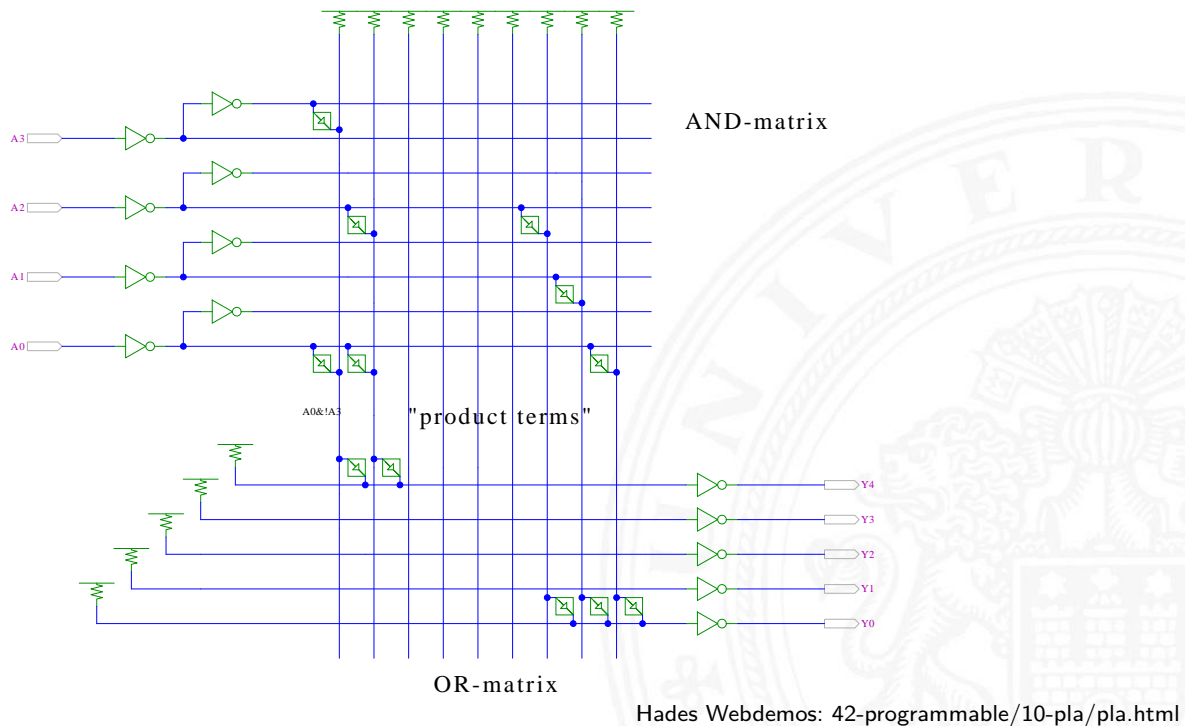 AND-matrix
A3
A2
A1
A0
A0&!A3
"product terms"
Y4
Y3
Y2
Y1
Y0
OR-matrix
Hades Webdemos: 42-programmable/10-pla/pla.html
UNIVER